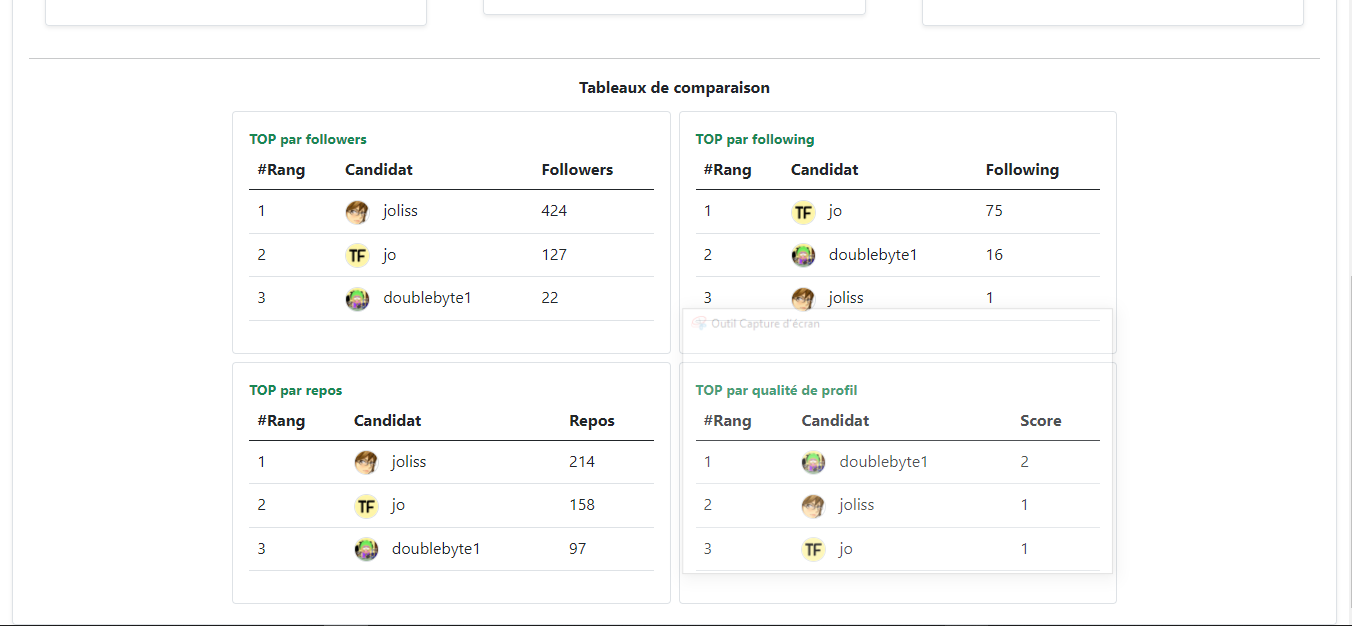 Tableaux de comparaison
TOP par followers
#Rang Candidat Followers
1 joliss 424
2 TF jo 127
3 doublebyte1 22
TOP par following
#Rang Candidat Following
1 TF jo 75
2 doublebyte1 16
3 joliss 1
Outil Capture d'écran
TOP par repos
#Rang Candidat Repos
1 joliss 214
2 TF jo 158
3 doublebyte1 97
TOP par qualité de profil
#Rang Candidat Score
1 doublebyte1 2
2 joliss 1
3 TF jo 1